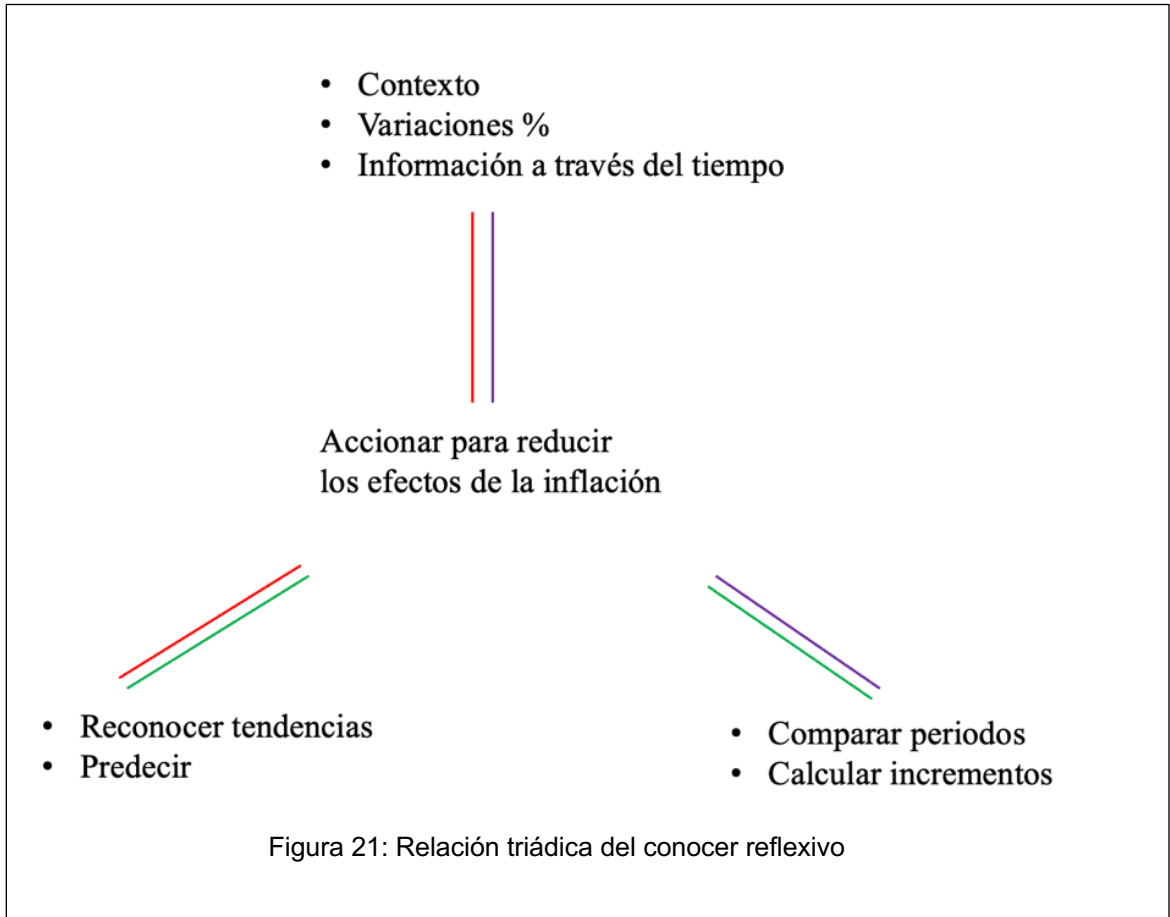 • Contexto
• Variaciones %
• Información a través del tiempo
Accionar para reducir
los efectos de la inflación
• Reconocer tendencias
• Predecir
• Comparar periodos
• Calcular incrementos
Figura 21: Relación triádica del conocer reflexivo